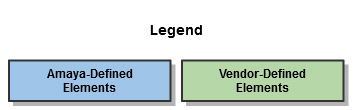 Legend
Amaya-Defined
Elements
Vendor-Defined
Elements